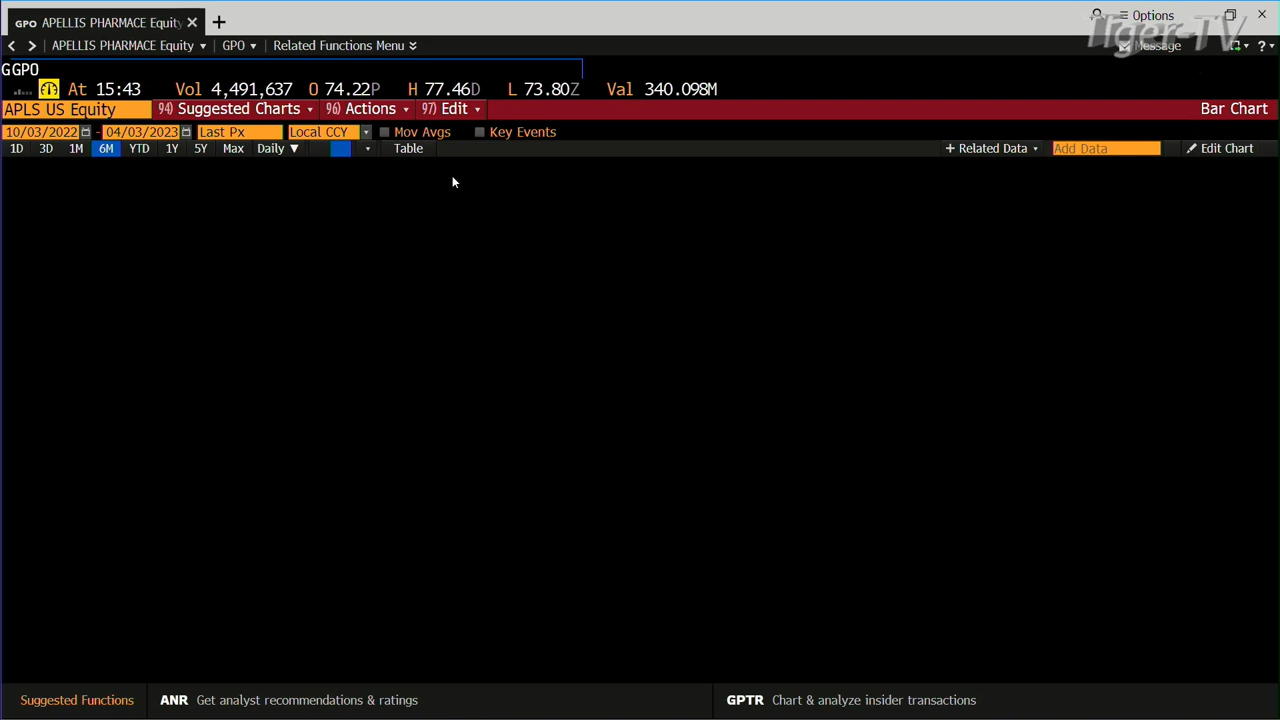 GPO APELLIS PHARMACE Equity × +
Options
Tiger-TV
< > APELLIS PHARMACE Equity GPO Related Functions Menu Message ?
GGPO
At 15:43 Vol 4,491,637 O 74.22P H 77.46D L 73.80Z Val 340.098M
APLS US Equity 94) Suggested Charts 96) Actions 97) Edit Bar Chart
10/03/2022 - 04/03/2023 Last Px Local CCY Mov Avgs Key Events
1D 3D 1M 6M YTD 1Y 5Y Max Daily ▼ Table + Related Data Add Data Edit Chart
Suggested Functions ANR Get analyst recommendations & ratings GPTR Chart & analyze insider transactions